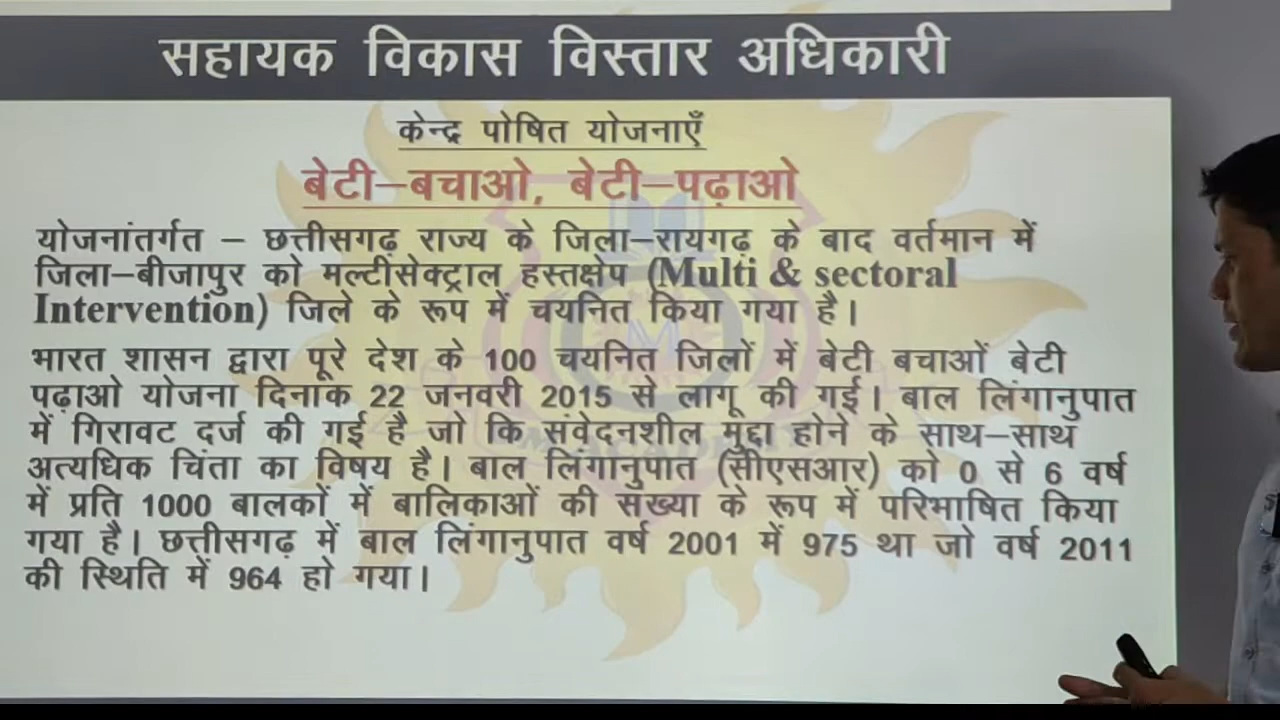 सहायक विकास विस्तार अधिकारी
केन्द्र पोषित योजनाएँ
बेटी–बचाओ, बेटी–पढ़ाओ
योजनांतर्गत – छत्तीसगढ़ राज्य के जिला–रायगढ़ के बाद वर्तमान में
जिला–बीजापुर को मल्टीसेक्ट्राल हस्तक्षेप (Multi & sectoral
Intervention) जिले के रूप में चयनित किया गया है।
भारत शासन द्वारा पूरे देश के 100 चयनित जिलों में बेटी बचाओं बेटी
पढ़ाओ योजना दिनाक 22 जनवरी 2015 से लागू की गई। बाल लिंगानुपात
में गिरावट दर्ज की गई है जो कि संवेदनशील मुद्दा होने के साथ–साथ
अत्यधिक चिंता का विषय है। बाल लिंगानुपात (सीएसआर) को 0 से 6 वर्ष
में प्रति 1000 बालकों में बालिकाओं की सख्या के रूप में परिभाषित किया
गया है। छत्तीसगढ़ में बाल लिंगानुपात वर्ष 2001 में 975 था जो वर्ष 2011
की स्थिति में 964 हो गया।